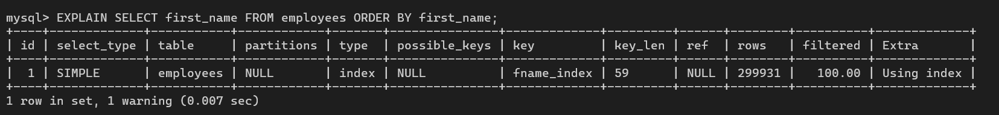 mysql> EXPLAIN SELECT first_name FROM employees ORDER BY first_name;
+----+-------------+-----------+------------+-------+---------------+-------------+---------+------+--------+----------+-------------+
| id | select_type | table     | partitions | type  | possible_keys | key         | key_len | ref  | rows   | filtered | Extra       |
+----+-------------+-----------+------------+-------+---------------+-------------+---------+------+--------+----------+-------------+
|  1 | SIMPLE      | employees | NULL       | index | NULL          | fname_index | 59      | NULL | 299931 |   100.00 | Using index |
+----+-------------+-----------+------------+-------+---------------+-------------+---------+------+--------+----------+-------------+
1 row in set, 1 warning (0.007 sec)